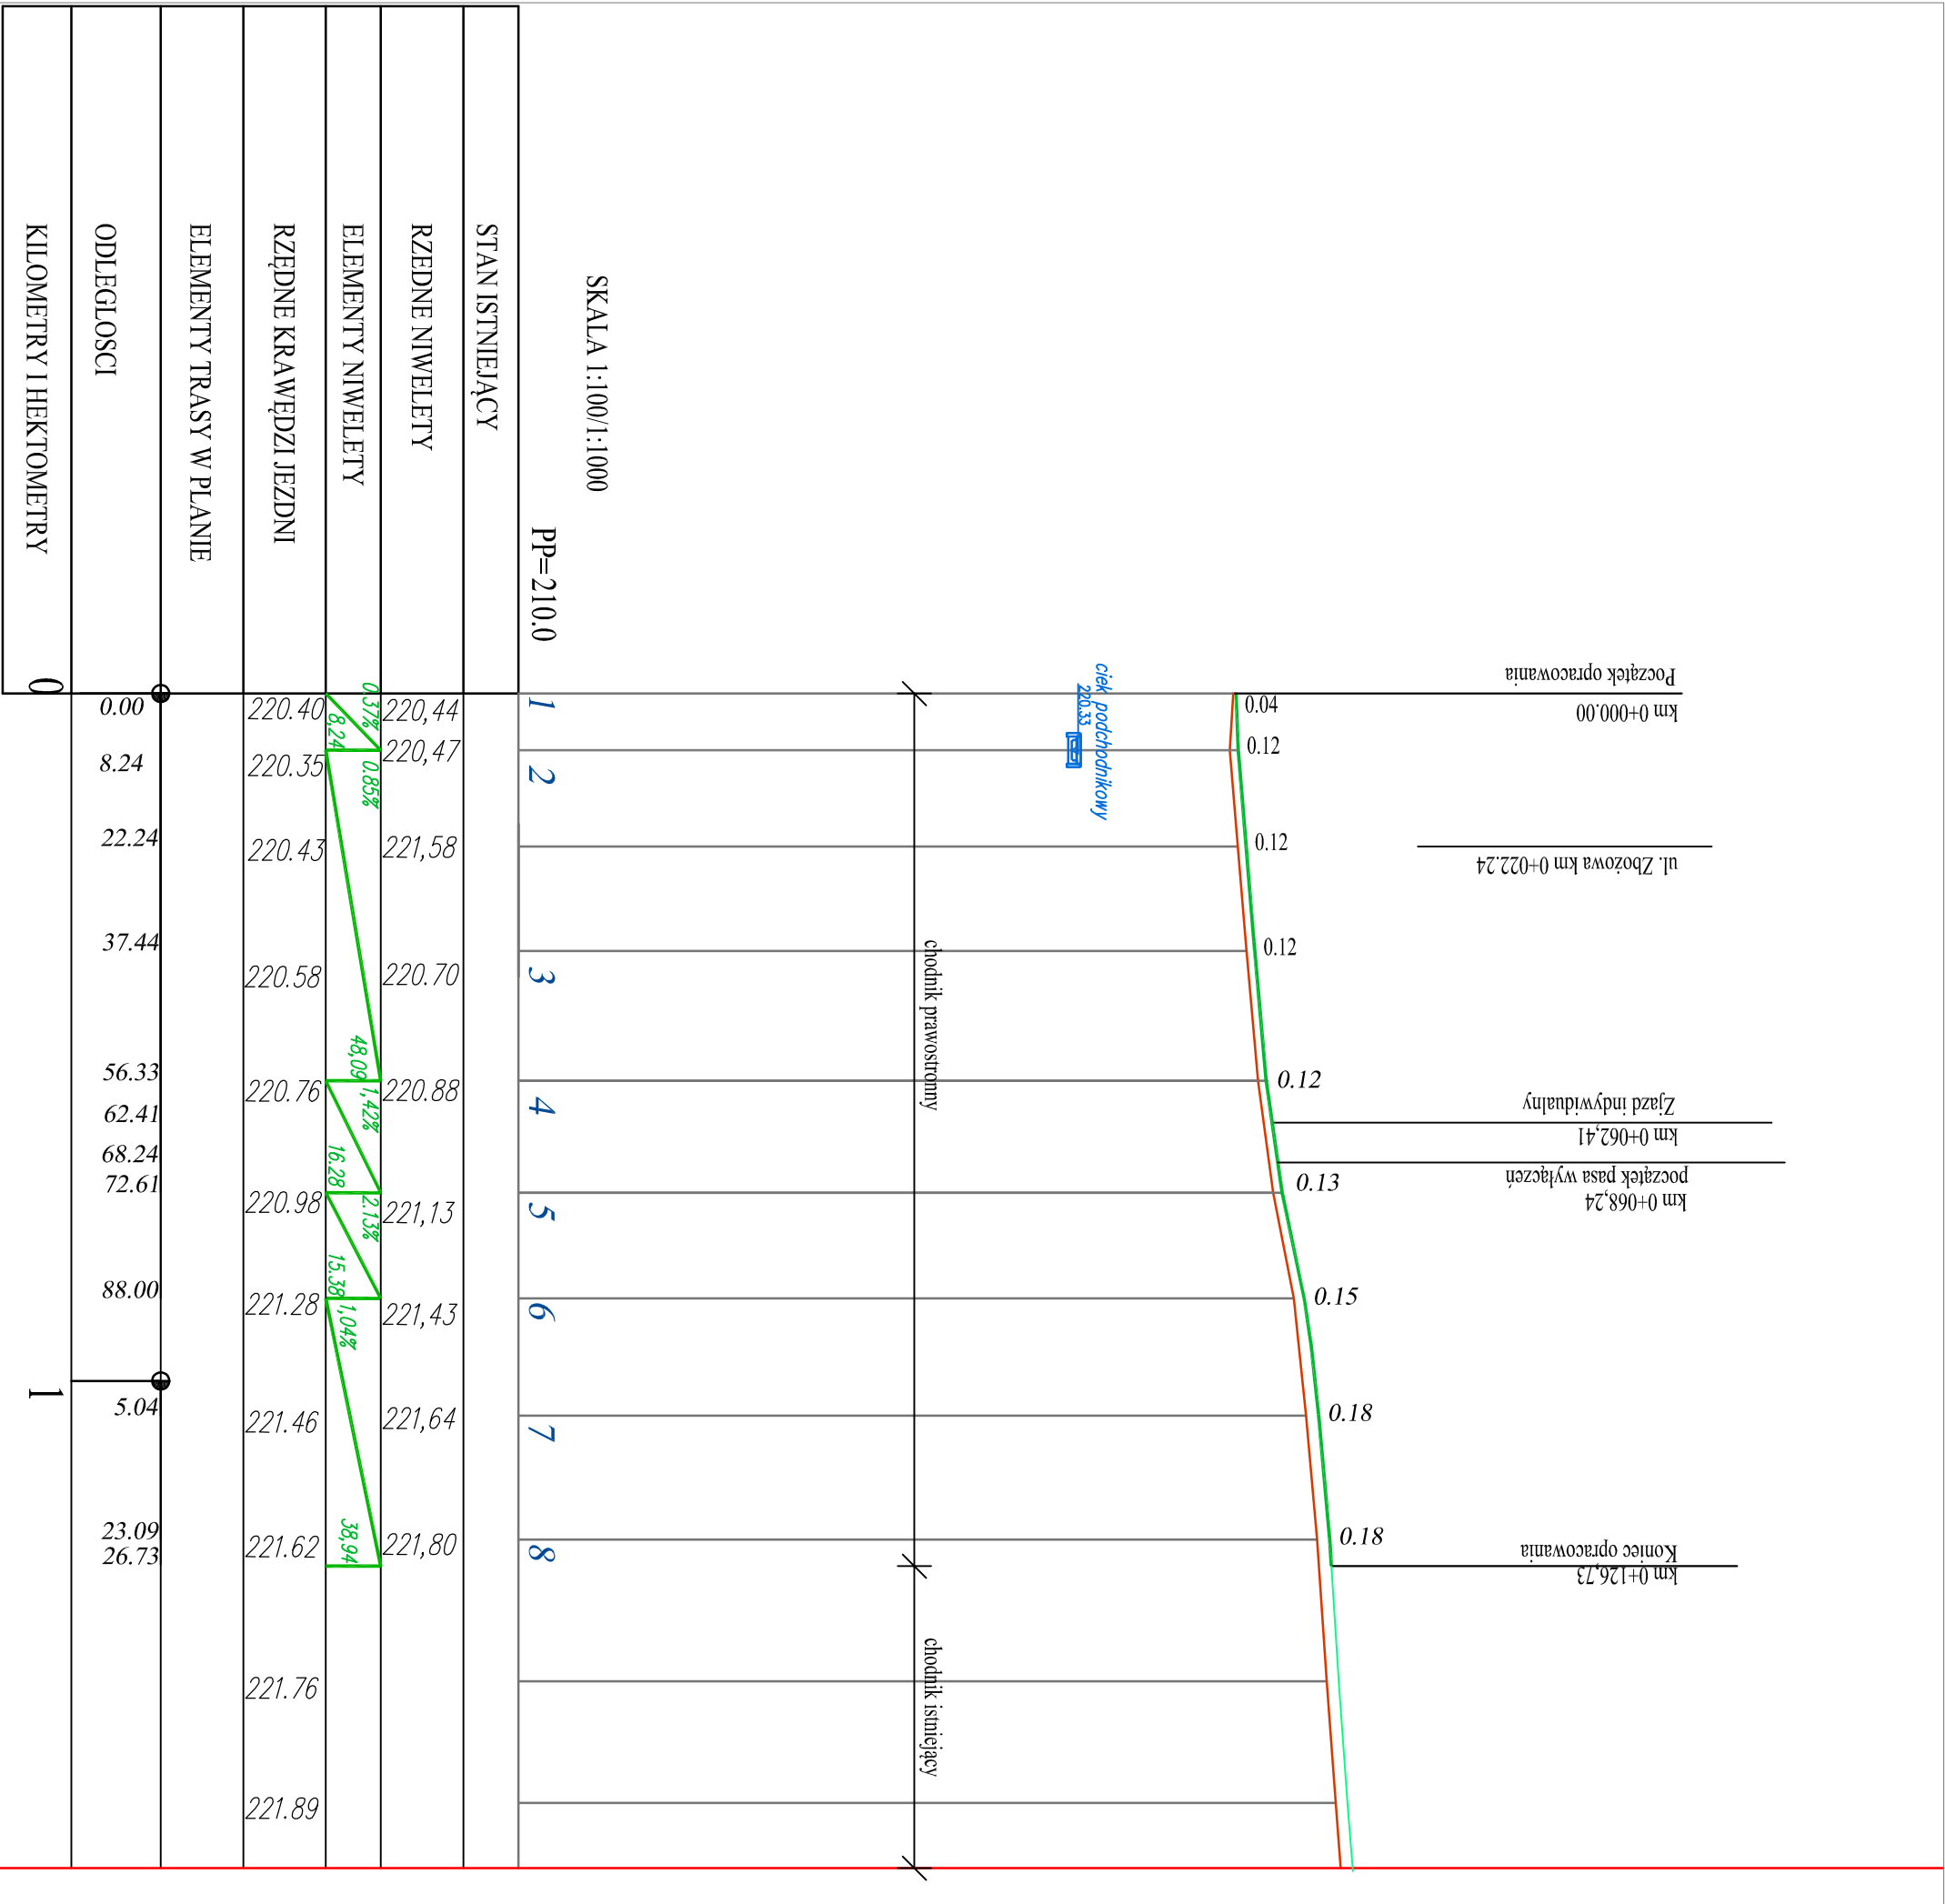 Początek opracowania
km 0+000.00
ul. Zbożowa km 0+022.24
Zjazd indywidualny
km 0+062,41
początek pasa wyłączeń
km 0+068,24
Koniec opracowania
km 0+126,73
0.04
0.12
0.12
0.12
0.12
0.13
0.15
0.18
0.18
ciek podchodnikowy
220.33
chodnik prawostronny
chodnik istniejący
SKALA 1:100/1:1000
PP=210.0
1
2
3
4
5
6
7
8
STAN ISTNIEJĄCY
RZEDNE NIWELETY
220,44
220,47
221,58
220.70
220.88
221,13
221,43
221,64
221,80
ELEMENTY NIWELETY
0.37%
8,24
0.85%
48,09
1,42%
16.28
2.13%
15.38
1,04%
38,94
RZĘDNE KRAWĘDZI JEZDNI
220.40
220.35
220.43
220.58
220.76
220.98
221.28
221.46
221.62
221.76
221.89
ELEMENTY TRASY W PLANIE
ODLEGLOSCI
0.00
8.24
22.24
37.44
56.33
62.41
68.24
72.61
88.00
5.04
23.09
26.73
KILOMETRY I HEKTOMETRY
0
1